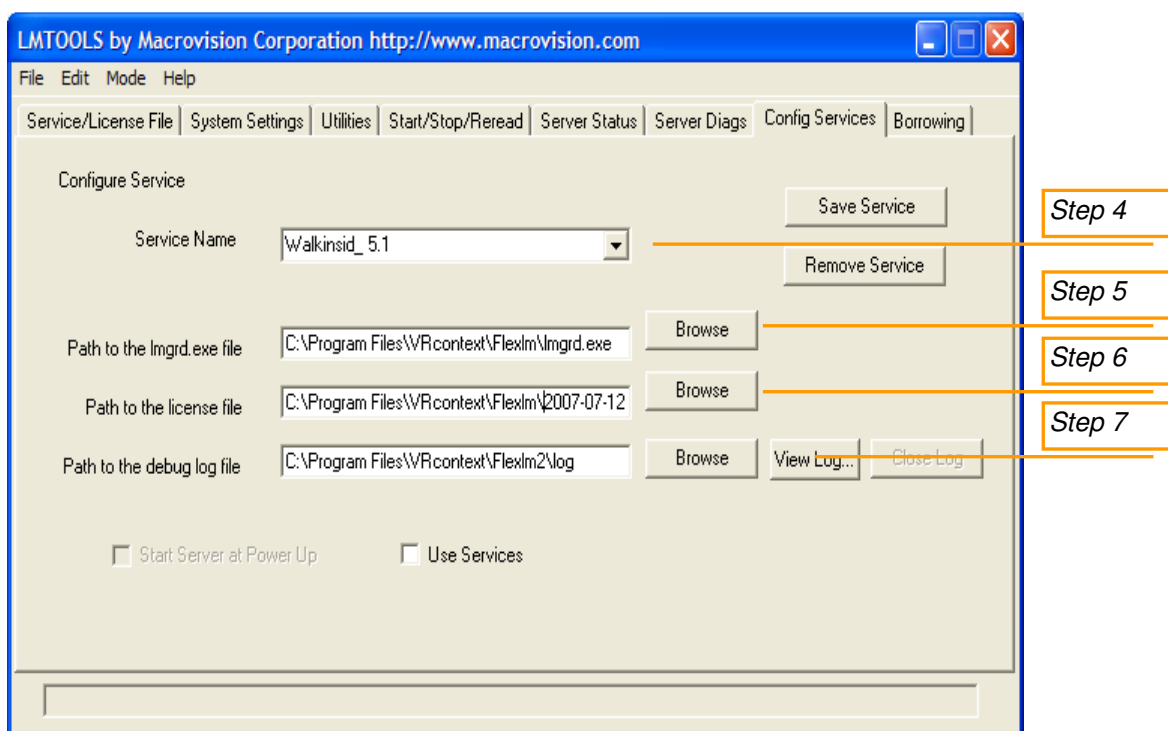 LMTOOLS by Macrovision Corporation http://www.macrovision.com
File Edit Mode Help
Service/License File System Settings Utilities Start/Stop/Reread Server Status Server Diags Config Services Borrowing
Configure Service
Save Service
Step 4
Service Name
Walkinsid_ 5.1
Remove Service
Step 5
Path to the lmgrd.exe file
C:\Program Files\VRcontext\Flexlm\lmgrd.exe
Browse
Step 6
Path to the license file
C:\Program Files\VRcontext\Flexlm\2007-07-12
Browse
Step 7
Path to the debug log file
C:\Program Files\VRcontext\Flexlm2\log
Browse
View Log...
Close Log
Start Server at Power Up
Use Services